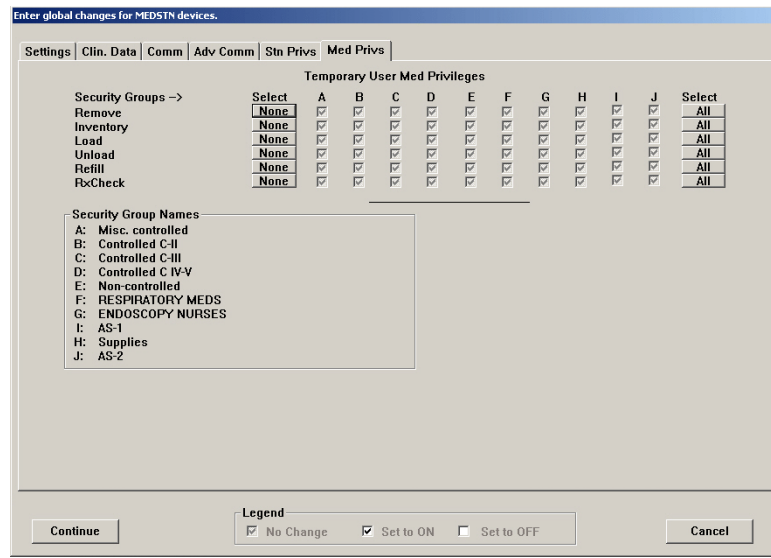 Enter global changes for MEDSTN devices.
Settings Clin. Data Comm Adv Comm Stn Privs Med Privs
Temporary User Med Privileges
Security Groups --> Select A B C D E F G H I J Select
Remove None All
Inventory None All
Load None All
Unload None All
Refill None All
RxCheck None All
Security Group Names
A: Misc. controlled
B: Controlled C-II
C: Controlled C-III
D: Controlled C IV-V
E: Non-controlled
F: RESPIRATORY MEDS
G: ENDOSCOPY NURSES
I: AS-1
H: Supplies
J: AS-2
Legend
Continue No Change Set to ON Set to OFF Cancel